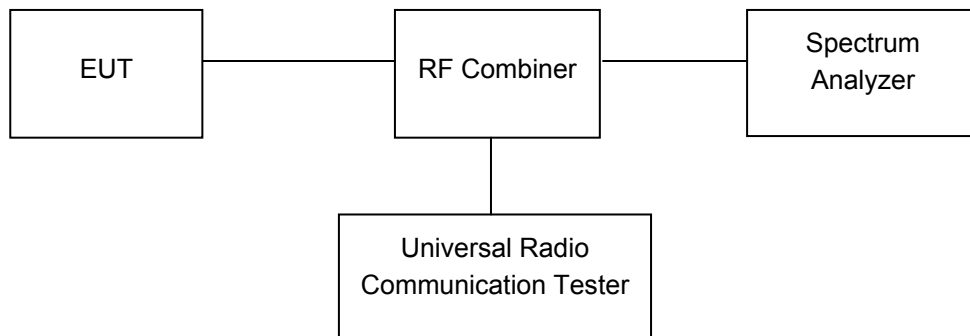 EUT
RF Combiner
Spectrum
Analyzer
Universal Radio
Communication Tester